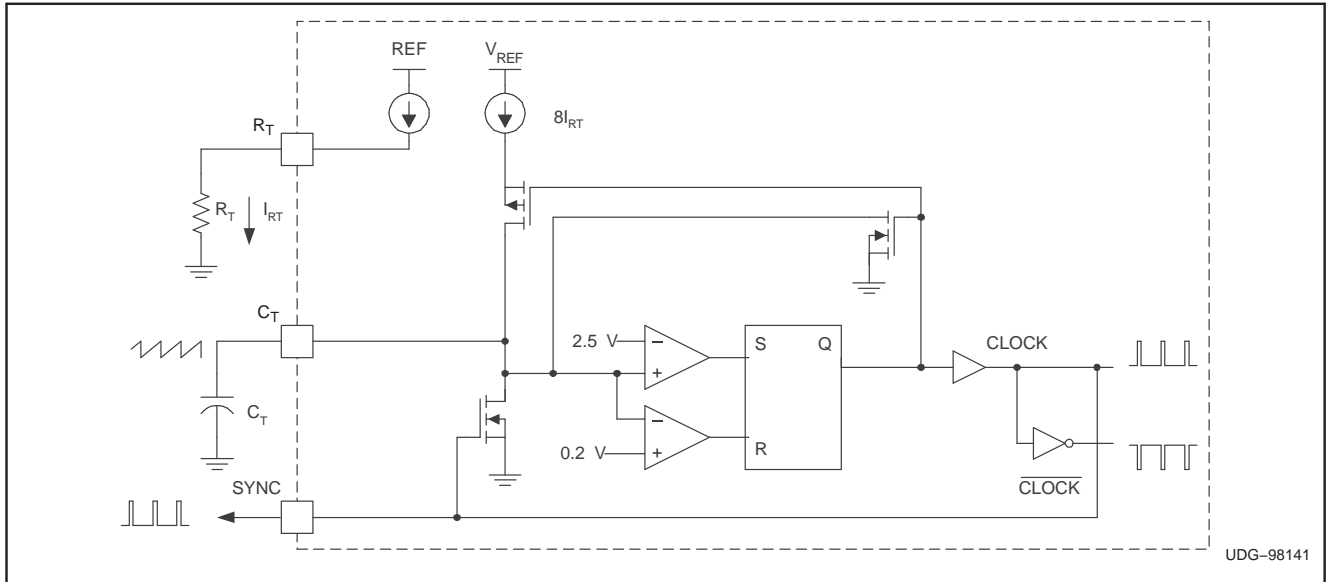 REF
V_REF
8I_RT
R_T
R_T
I_RT
C_T
C_T
2.5 V
−
+
S
Q
CLOCK
−
0.2 V
+
R
CLOCK
SYNC
UDG−98141